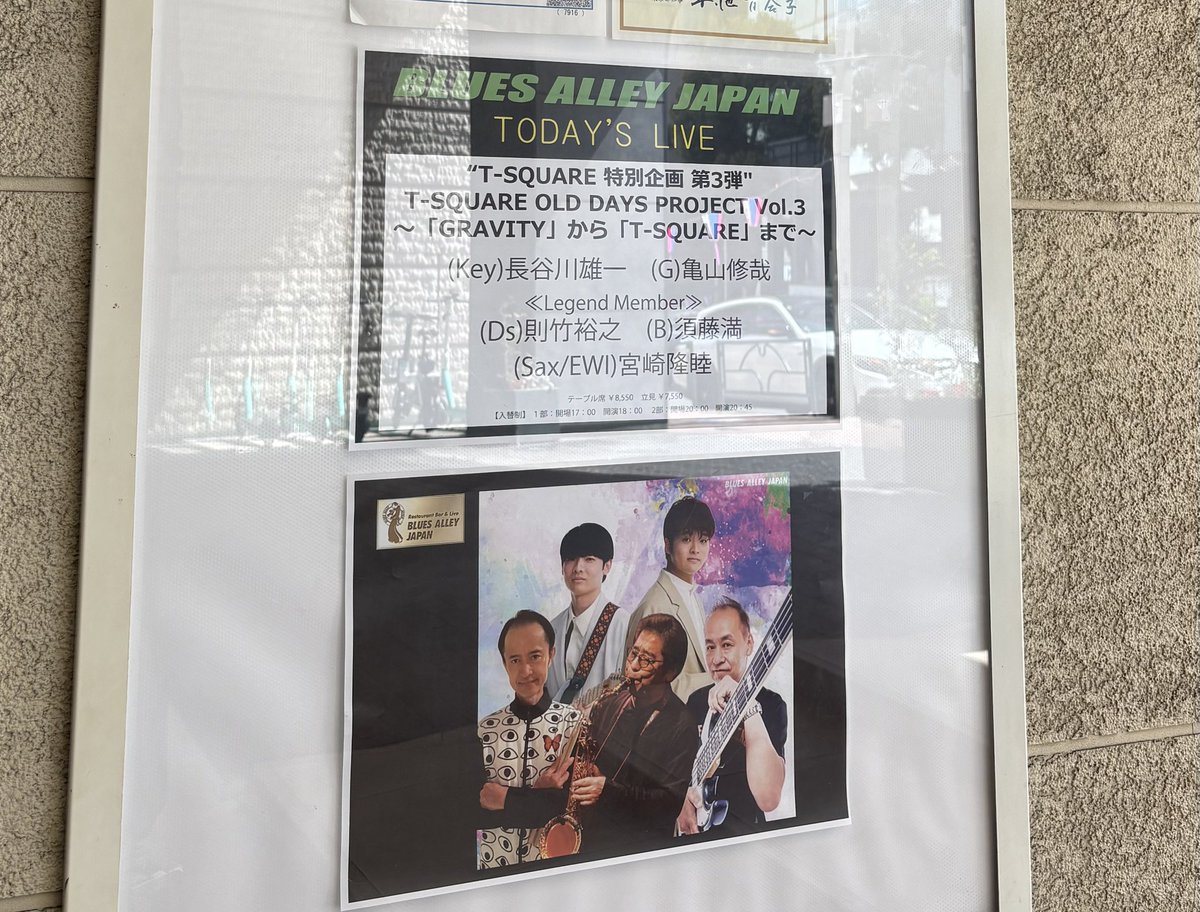 (7916)
BLUES ALLEY JAPAN
TODAY'S LIVE
“T-SQUARE 特別企画 第3弾"
T-SQUARE OLD DAYS PROJECT Vol.3
～「GRAVITY」から「T-SQUARE」まで～
(Key)長谷川雄一 (G)亀山修哉
≪Legend Member≫
(Ds)則竹裕之 (B)須藤満
(Sax/EWI)宮崎隆睦
テーブル席 ￥8,550 立見 ￥7,550
【入替制】 1部：開場17：00 開演18：00 2部：開場20：00 開演20：45
BLUES ALLEY JAPAN
Restaurant Bar & Live
BLUES ALLEY
JAPAN